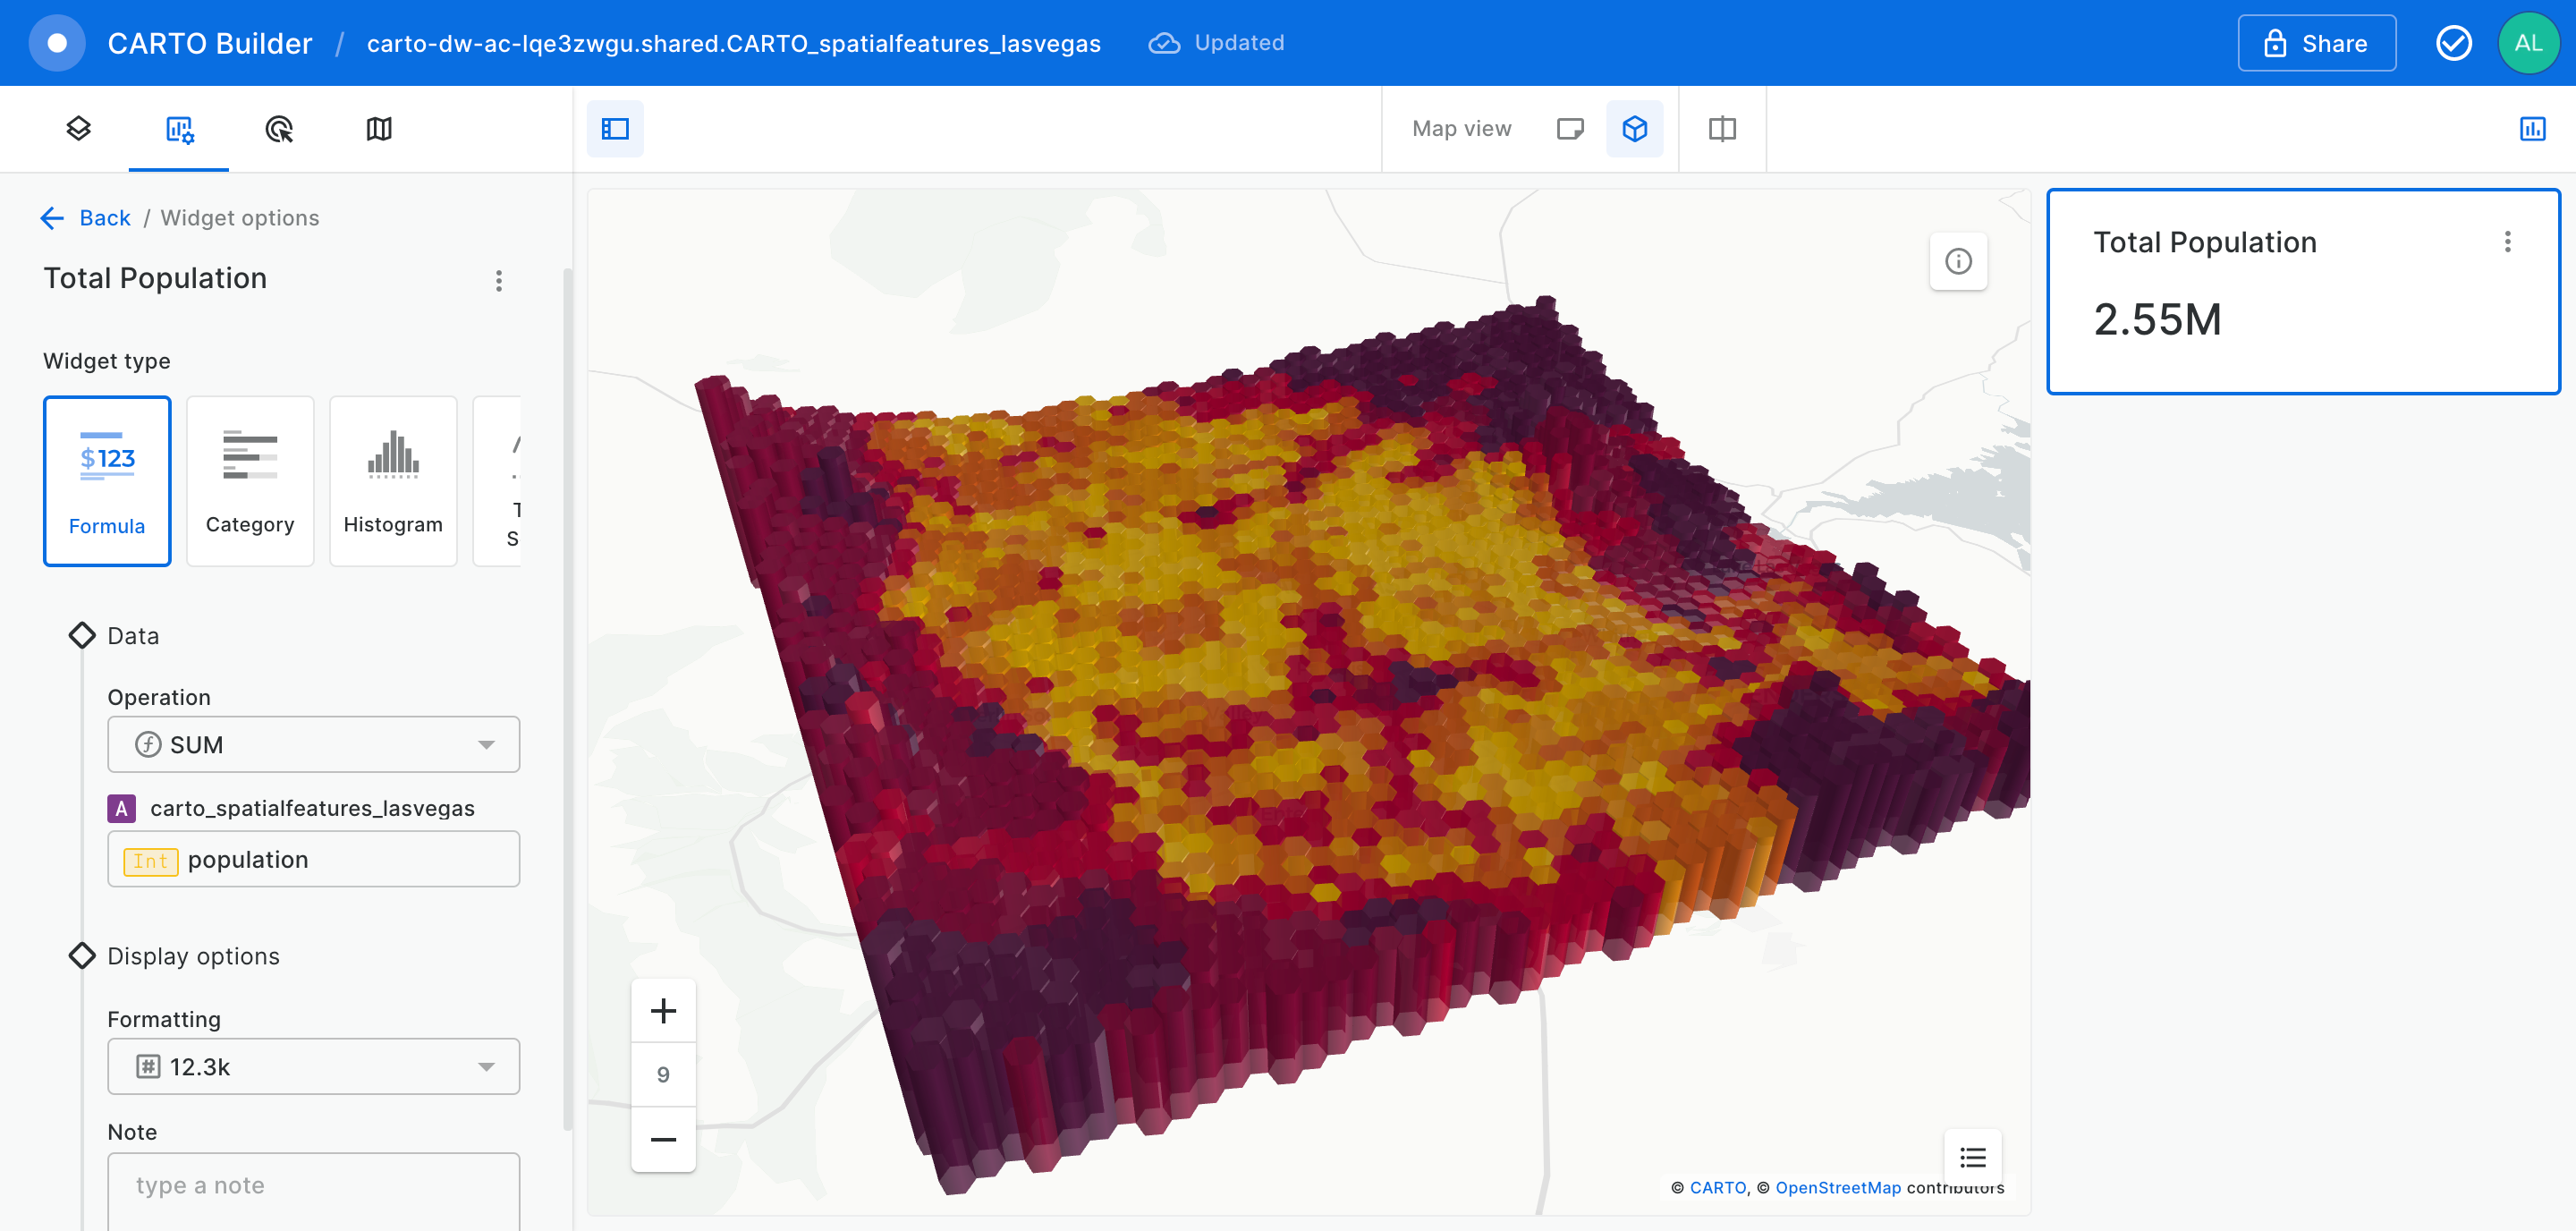 CARTO Builder / carto-dw-ac-lqe3zwgu.shared.CARTO_spatialfeatures_lasvegas Updated Share AL
Map view
Back / Widget options
Total Population
Widget type
$123
Formula
Category
Histogram
T
S
Data
Operation
SUM
A carto_spatialfeatures_lasvegas
Int population
Display options
Formatting
# 12.3k
Note
type a note
9
© CARTO, © OpenStreetMap contributors
Total Population
2.55M